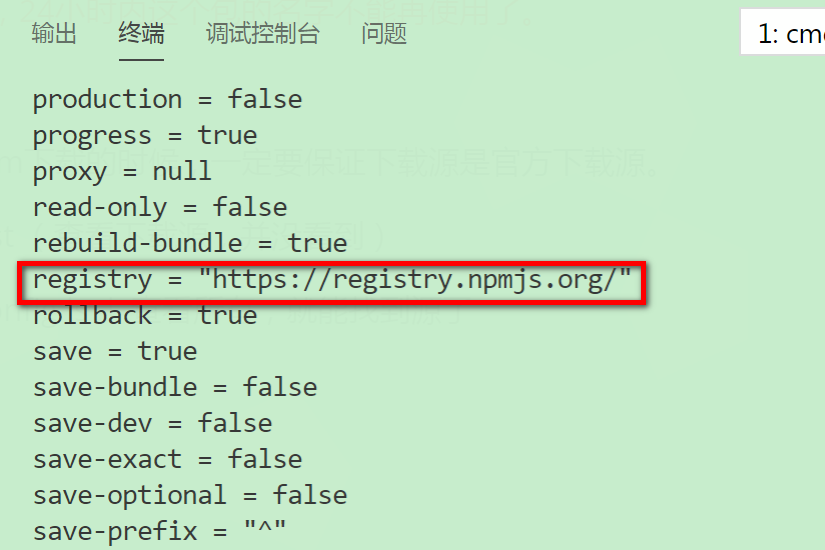 输出 终端 调试控制台 问题 1: cm
production = false
progress = true
proxy = null
read-only = false
rebuild-bundle = true
registry = "https://registry.npmjs.org/"
rollback = true
save = true
save-bundle = false
save-dev = false
save-exact = false
save-optional = false
save-prefix = "^"